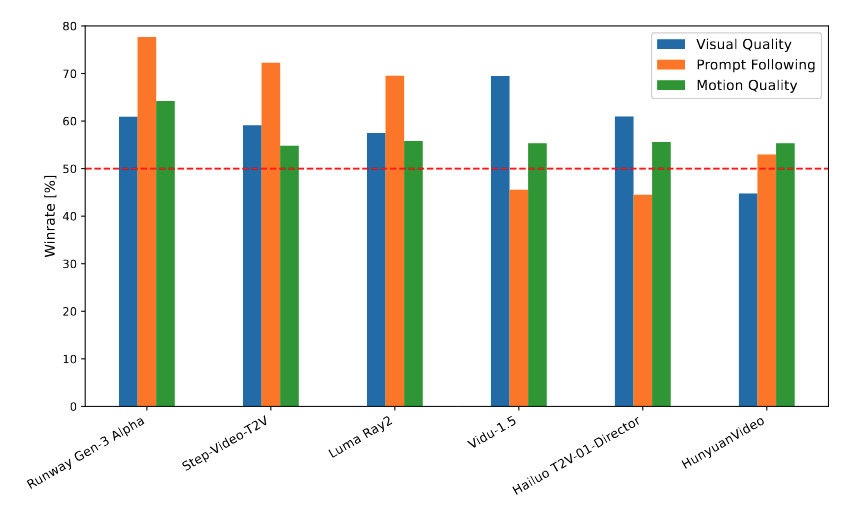 80
70
60
50
40
30
20
10
0
Winrate [%]
Visual Quality
Prompt Following
Motion Quality
Runway Gen-3 Alpha
Step-Video-T2V
Luma Ray2
Vidu-1.5
Hailuo T2V-01-Director
HunyuanVideo